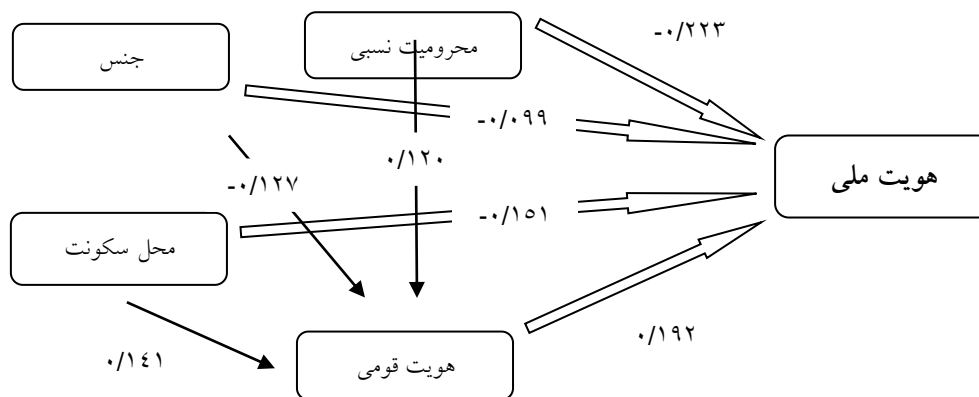 محرومیت نسبی
-۰/۲۲۳
جنس
-۰/۰۹۹
۰/۱۲۰
هویت ملی
-۰/۱۲۷
-۰/۱۵۱
محل سکونت
۰/۱۹۲
۰/۱٤۱
هویت قومی